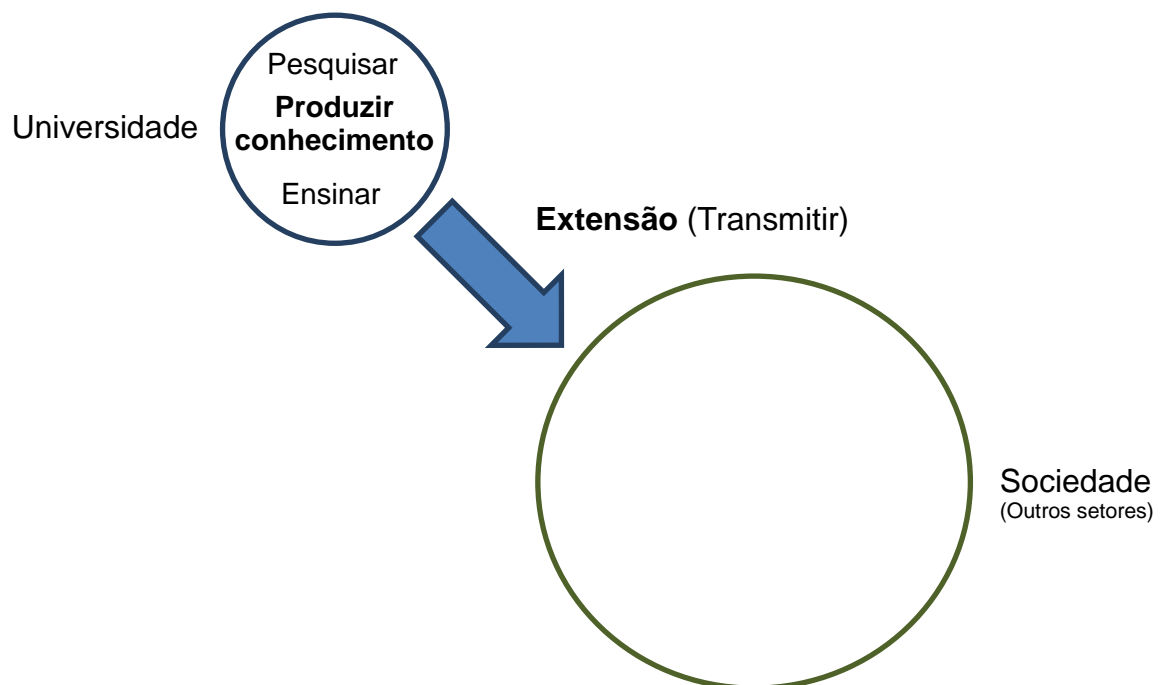 Pesquisar
Produzir
conhecimento
Ensinar
Universidade
Extensão (Transmitir)
Sociedade
(Outros setores)